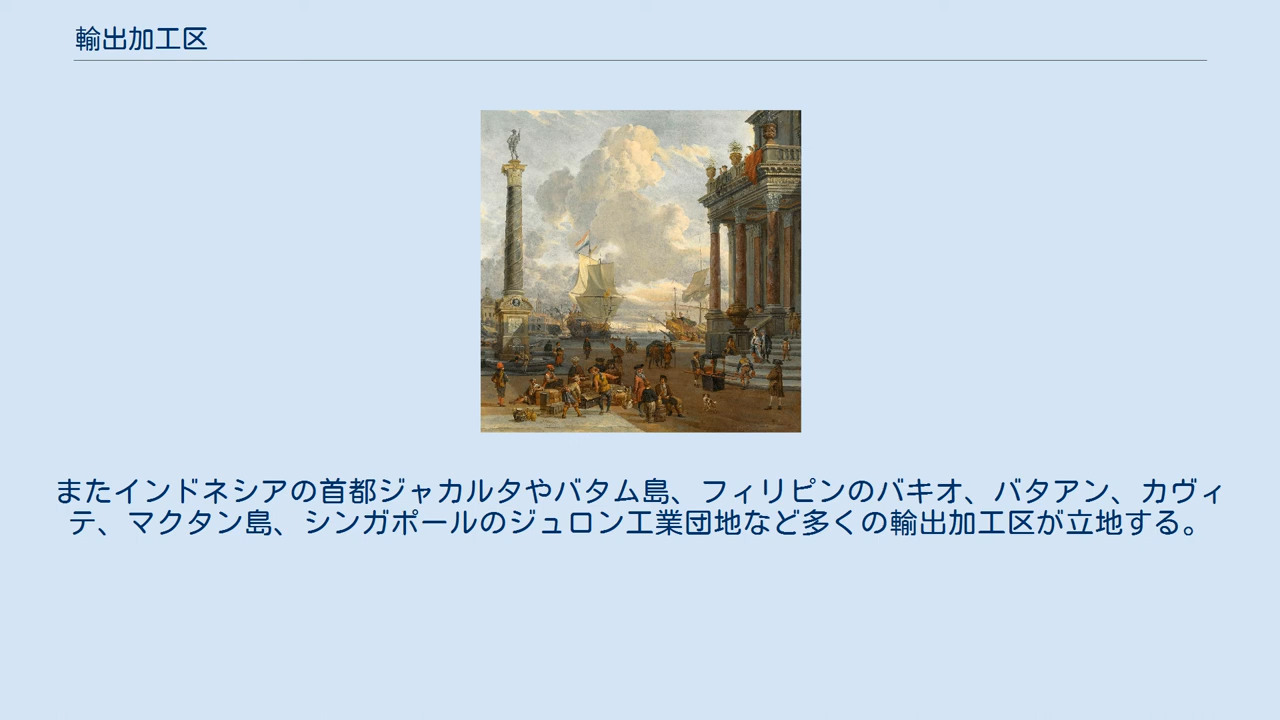 輸出加工区
またインドネシアの首都ジャカルタやバタム島、フィリピンのバキオ、バタアン、カヴィ
テ、マクタン島、シンガポールのジュロン工業団地など多くの輸出加工区が立地する。